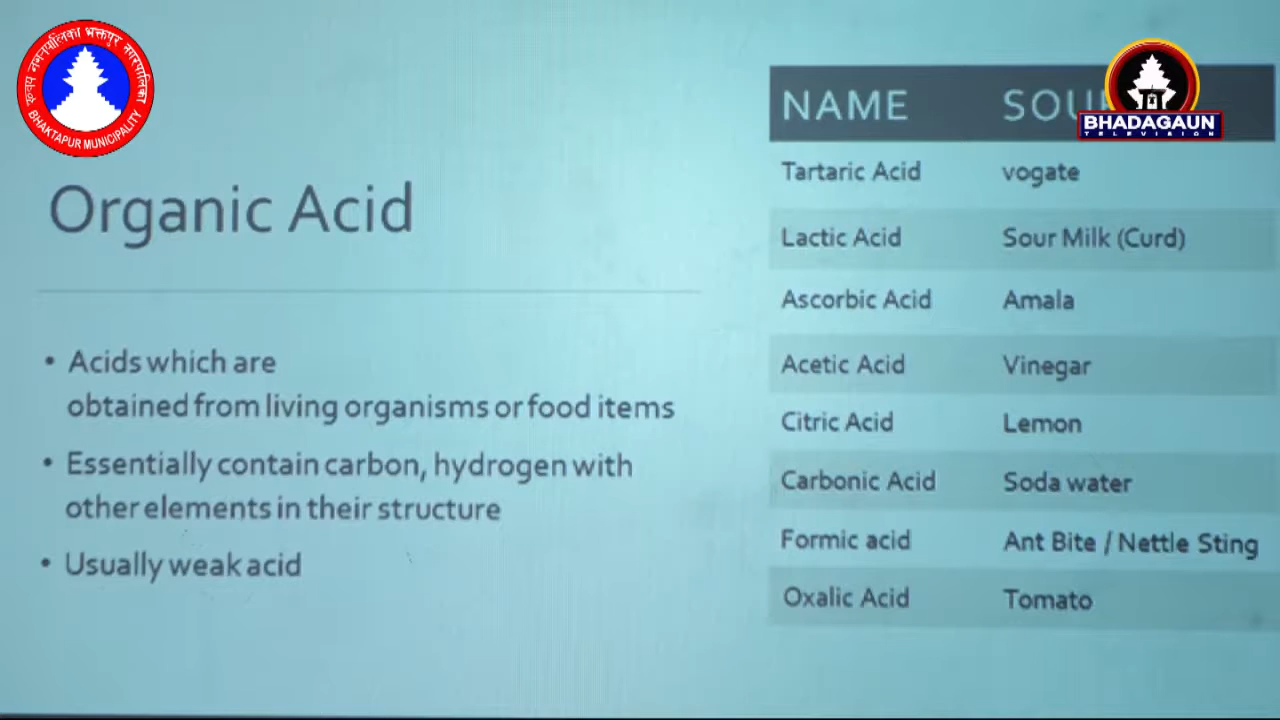 BHAKTAPUR MUNICIPALITY
BHADAGAUN
TELEVISION
Organic Acid
• Acids which are
obtained from living organisms or food items
• Essentially contain carbon, hydrogen with
other elements in their structure
• Usually weak acid
NAME SOU
Tartaric Acid vogate
Lactic Acid Sour Milk (Curd)
Ascorbic Acid Amala
Acetic Acid Vinegar
Citric Acid Lemon
Carbonic Acid Soda water
Formic acid Ant Bite / Nettle Sting
Oxalic Acid Tomato